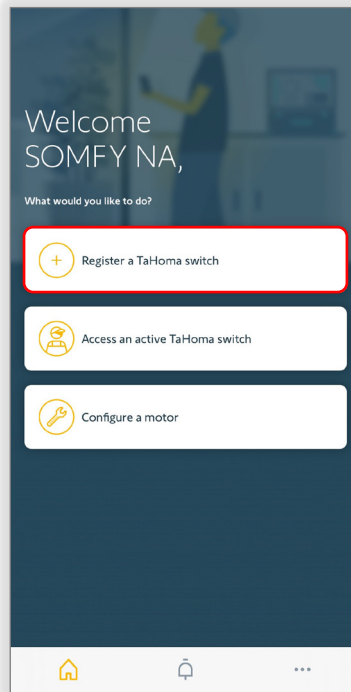 Welcome
SOMFY NA,
What would you like to do?
Register a TaHoma switch
Access an active TaHoma switch
Configure a motor